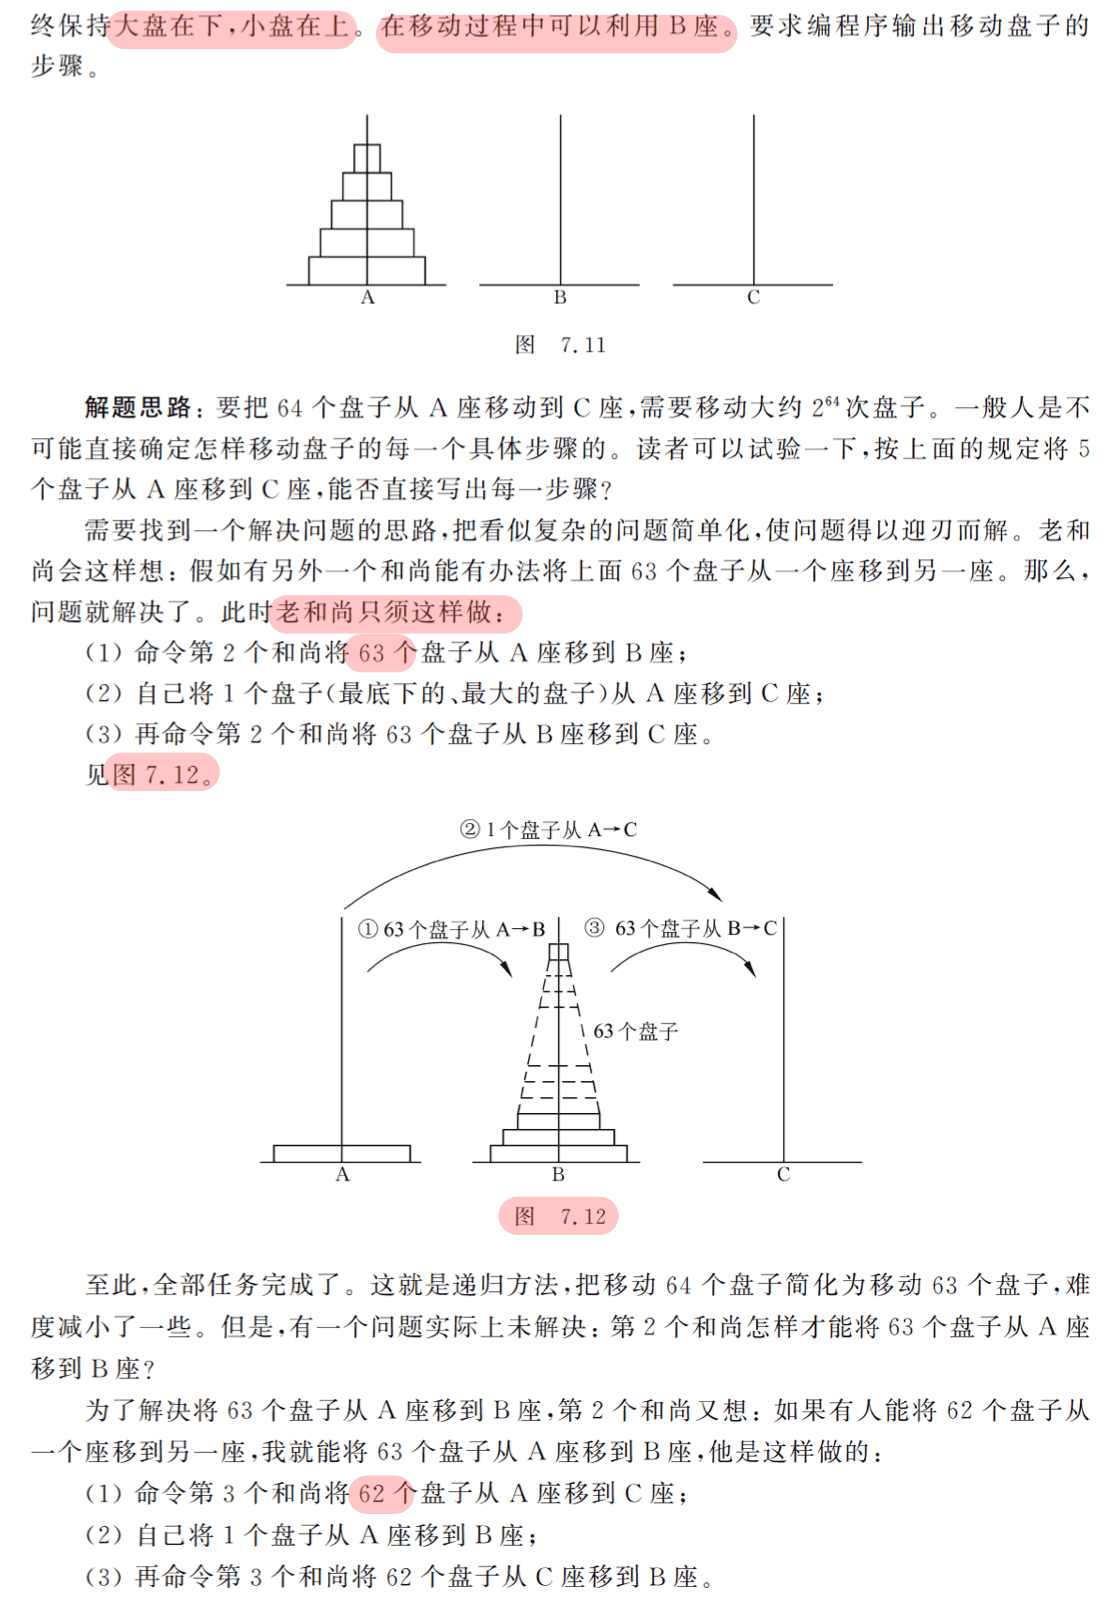 终保持大盘在下,小盘在上。在移动过程中可以利用 B 座。要求编程序输出移动盘子的
步骤。
A
B
C
图 7.11
解题思路:要把 64 个盘子从 A 座移动到 C 座,需要移动大约 2⁶⁴ 次盘子。一般人是不
可能直接确定怎样移动盘子的每一个具体步骤的。读者可以试验一下,按上面的规定将 5
个盘子从 A 座移到 C 座,能否直接写出每一步骤?
需要找到一个解决问题的思路,把看似复杂的问题简单化,使问题得以迎刃而解。老和
尚会这样想:假如有另外一个和尚能有办法将上面 63 个盘子从一个座移到另一座。那么,
问题就解决了。此时老和尚只须这样做:
(1) 命令第 2 个和尚将 63 个盘子从 A 座移到 B 座;
(2) 自己将 1 个盘子(最底下的、最大的盘子)从 A 座移到 C 座;
(3) 再命令第 2 个和尚将 63 个盘子从 B 座移到 C 座。
见图 7.12。
② 1个盘子从 A→C
① 63个盘子从 A→B
③ 63个盘子从 B→C
63个盘子
A
B
C
图 7.12
至此,全部任务完成了。这就是递归方法,把移动 64 个盘子简化为移动 63 个盘子,难
度减小了一些。但是,有一个问题实际上未解决:第 2 个和尚怎样才能将 63 个盘子从 A 座
移到 B 座?
为了解决将 63 个盘子从 A 座移到 B 座,第 2 个和尚又想:如果有人能将 62 个盘子从
一个座移到另一座,我就能将 63 个盘子从 A 座移到 B 座,他是这样做的:
(1) 命令第 3 个和尚将 62 个盘子从 A 座移到 C 座;
(2) 自己将 1 个盘子从 A 座移到 B 座;
(3) 再命令第 3 个和尚将 62 个盘子从 C 座移到 B 座。